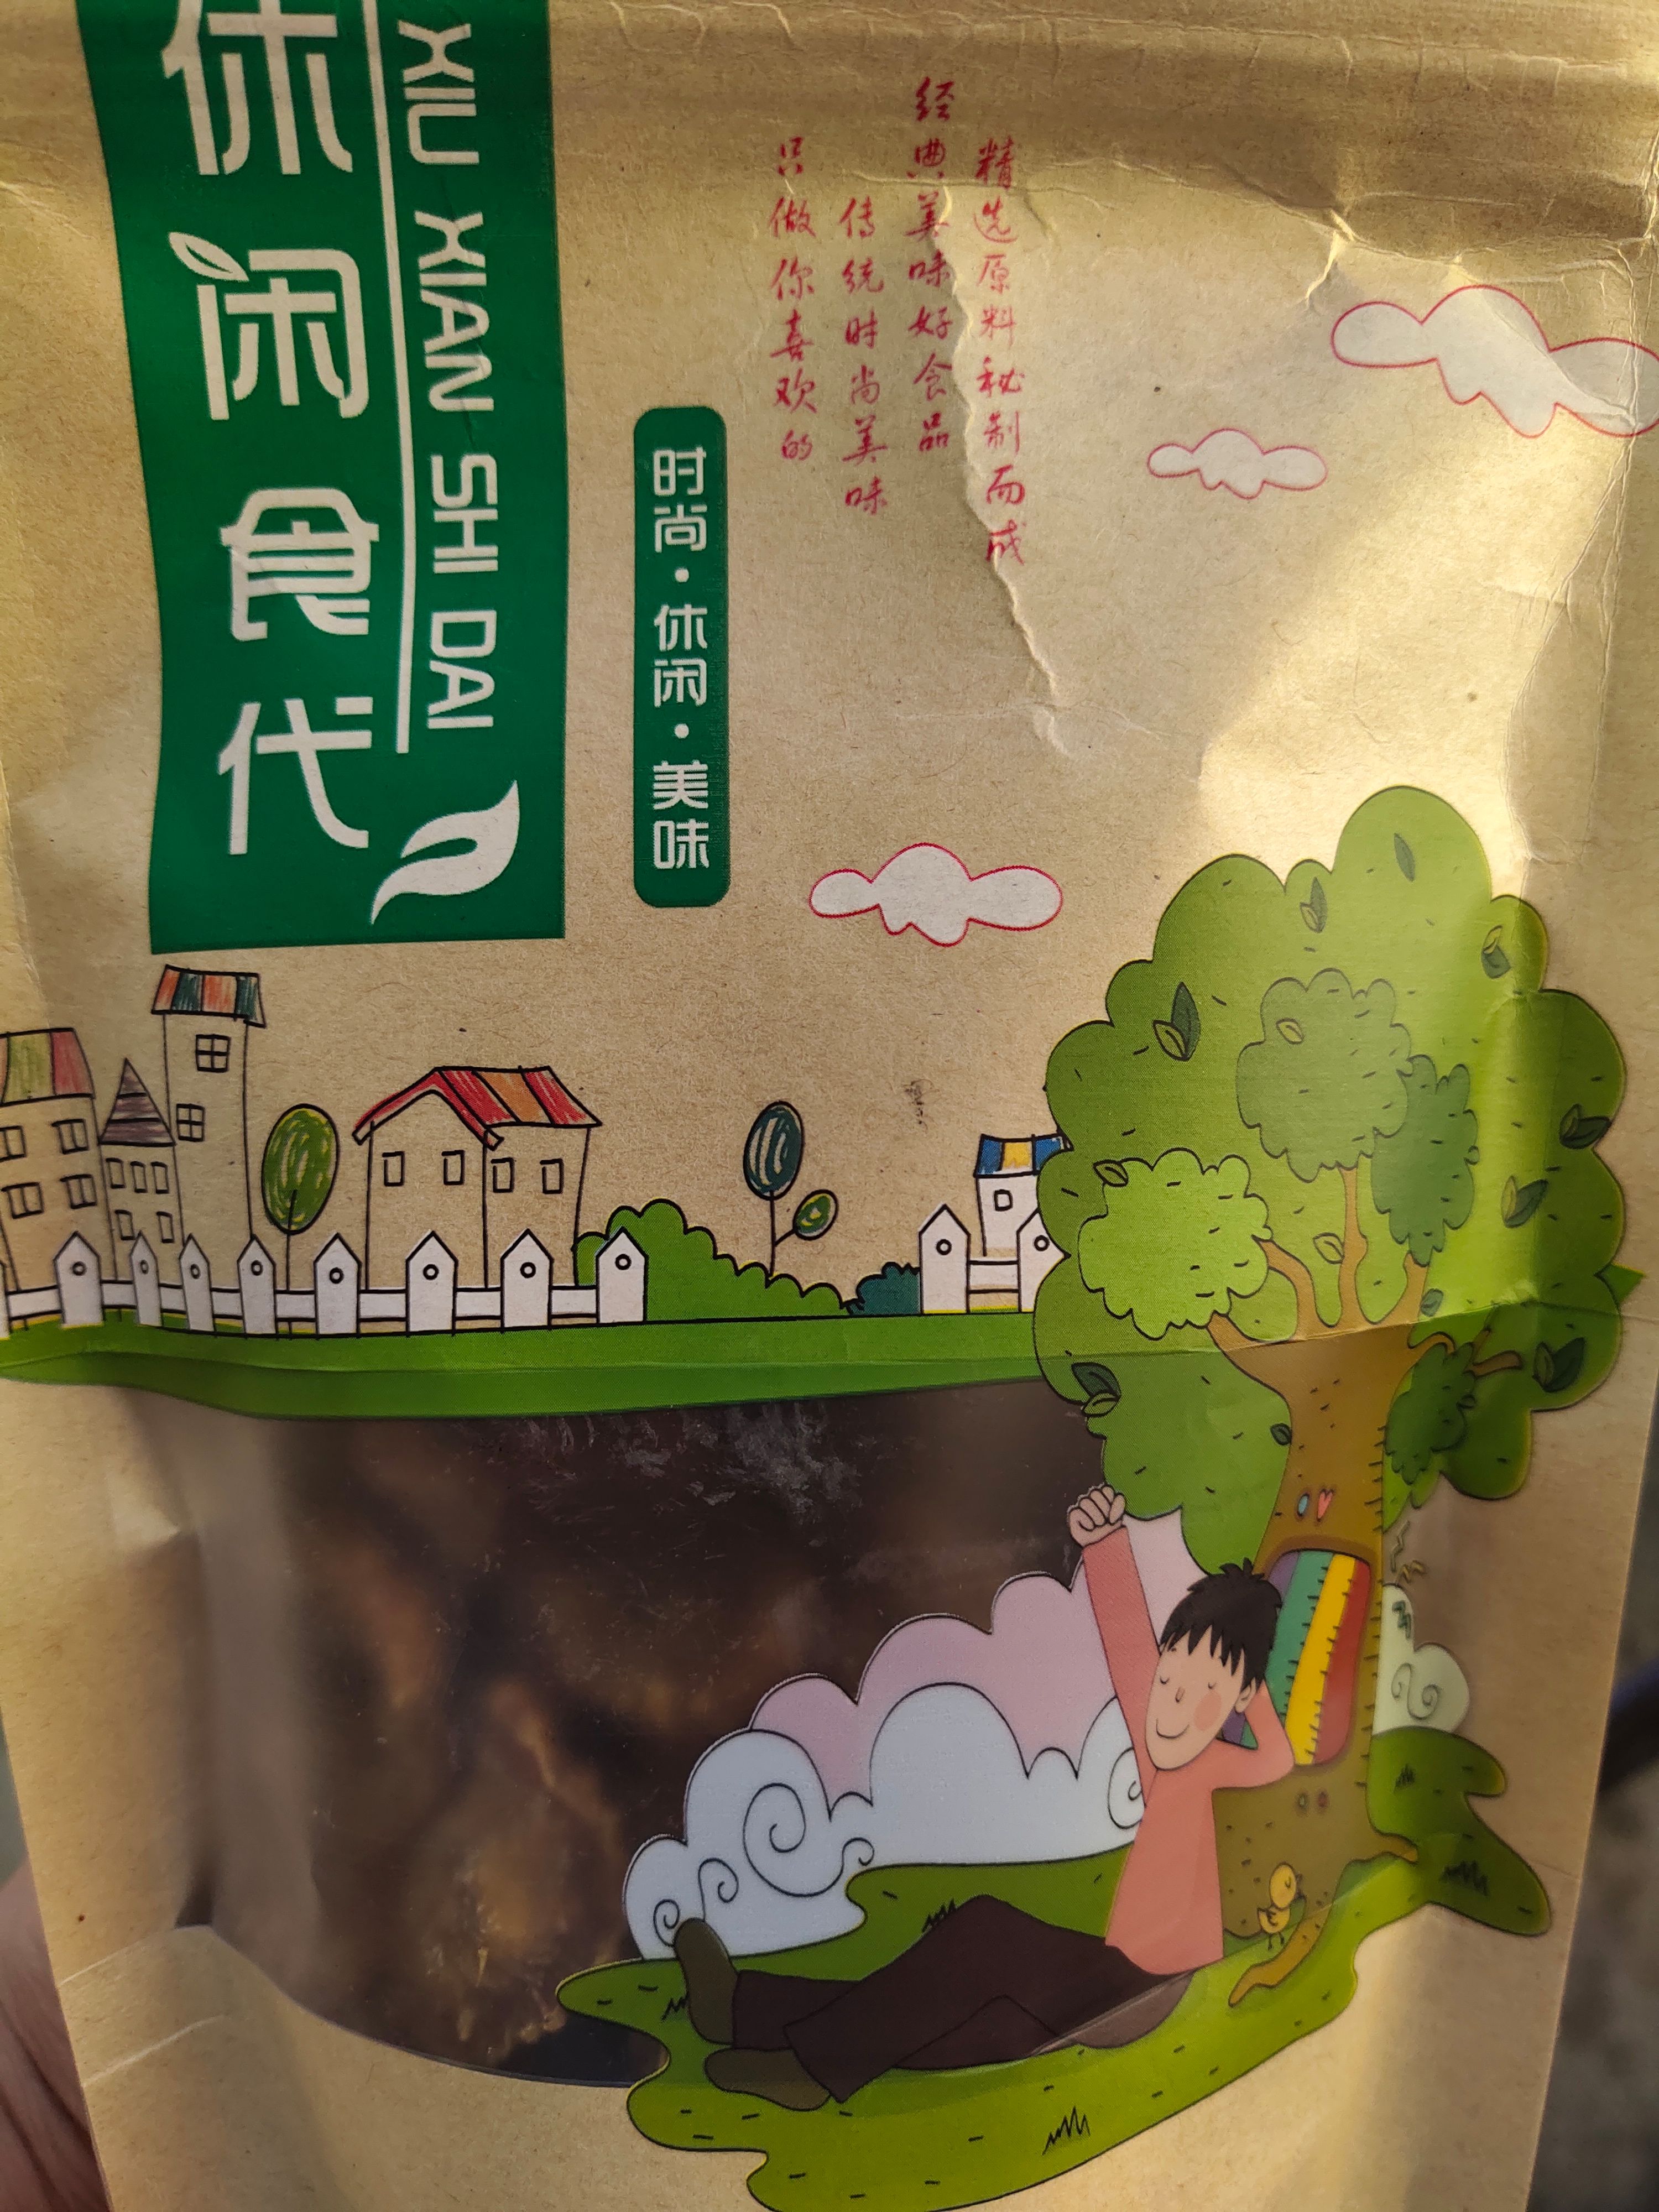 休闲食代
XIU XIAN SHI DAI
时尚·休闲·美味
精选原料秘制而成
经典美味好食品
传统时尚美味
只做你喜欢的